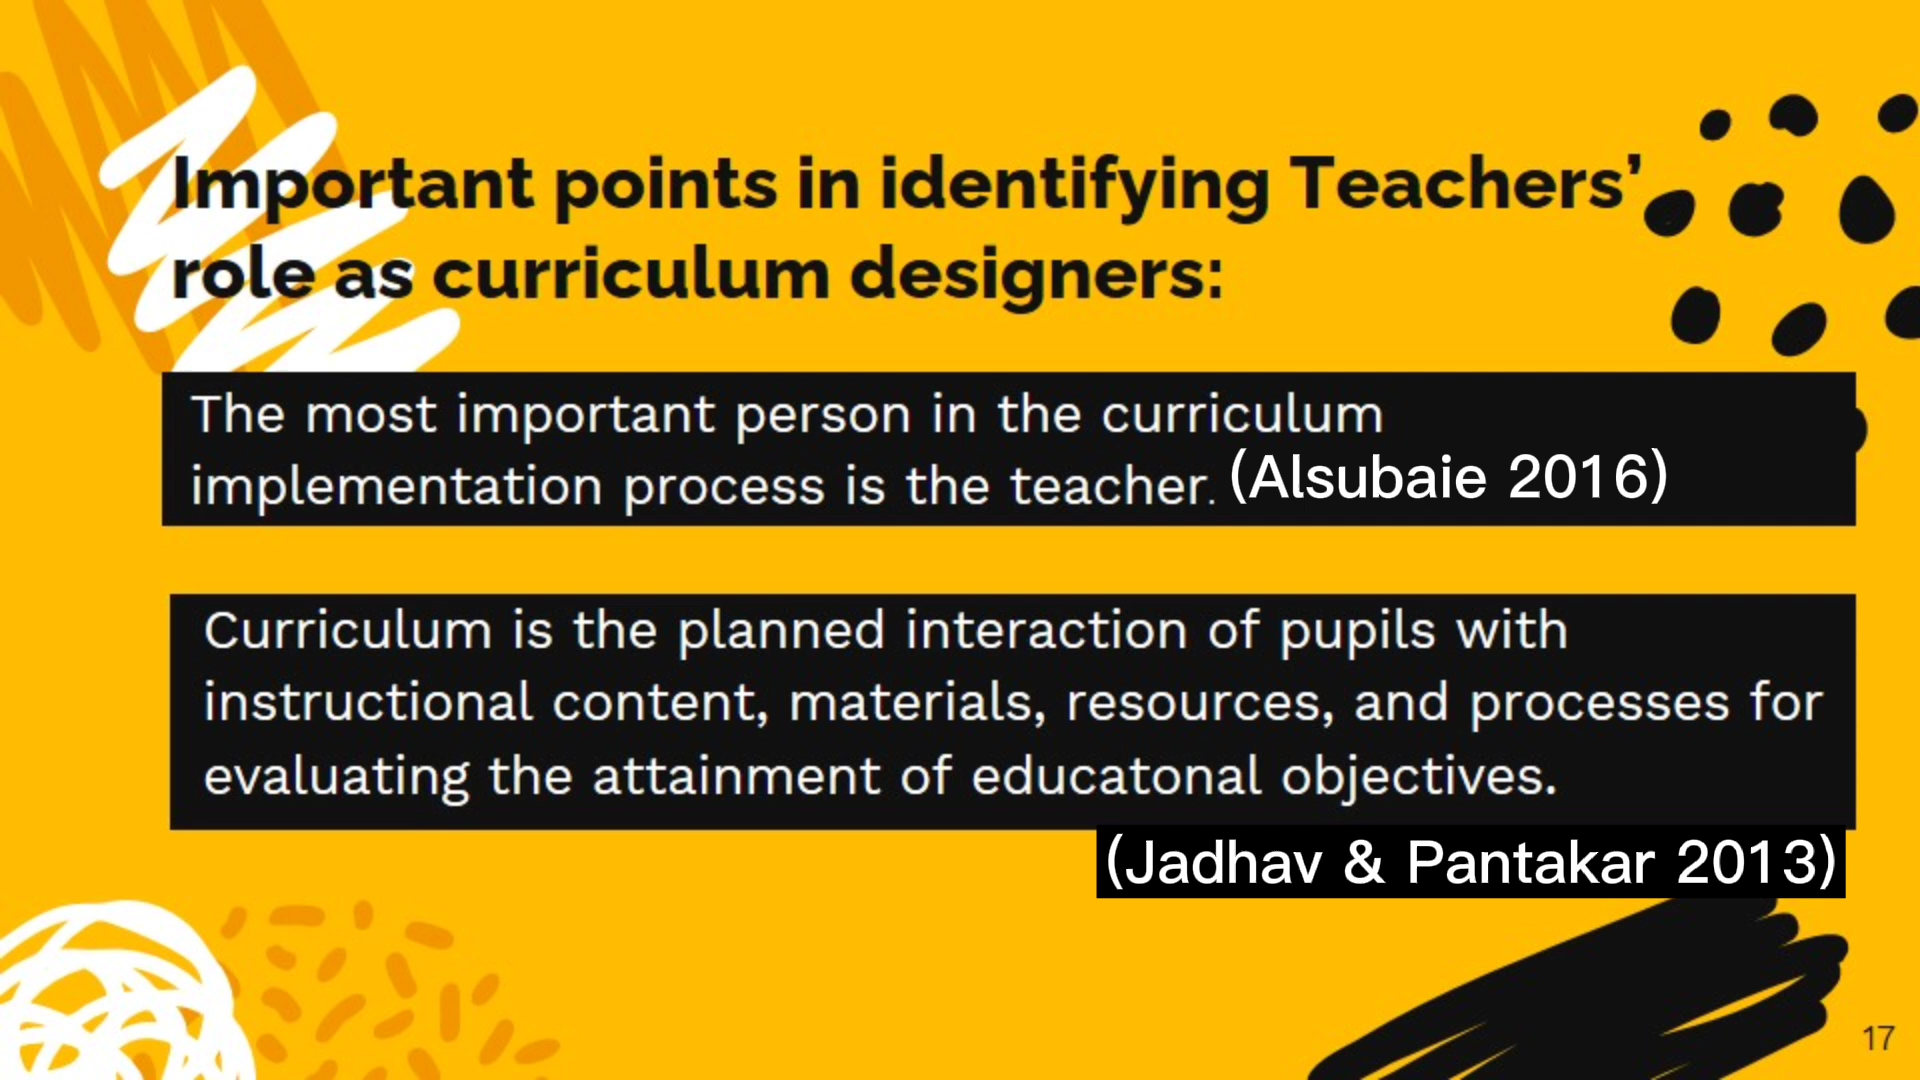 Important points in identifying Teachers’
role as curriculum designers:
The most important person in the curriculum
implementation process is the teacher. (Alsubaie 2016)
Curriculum is the planned interaction of pupils with
instructional content, materials, resources, and processes for
evaluating the attainment of educatonal objectives.
(Jadhav & Pantakar 2013)
17